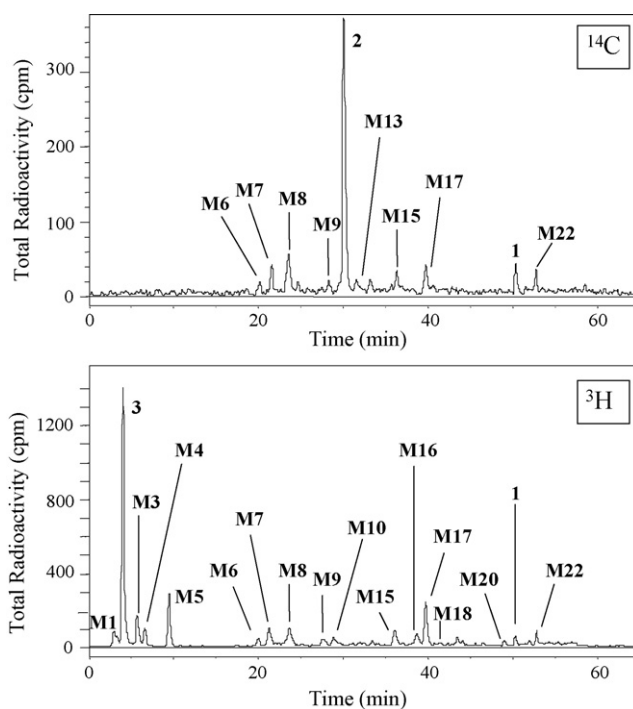 ¹⁴C
Total Radioactivity (cpm)
300
200
100
0
2
M13
M6
M7
M8
M9
M15
M17
1
M22
0
20
40
60
Time (min)
³H
Total Radioactivity (cpm)
1200
800
400
0
3
M4
M3
M16
1
M7
M10
M17
M6
M8
M9
M15
M20
M22
M1
M5
M18
0
20
40
60
Time (min)